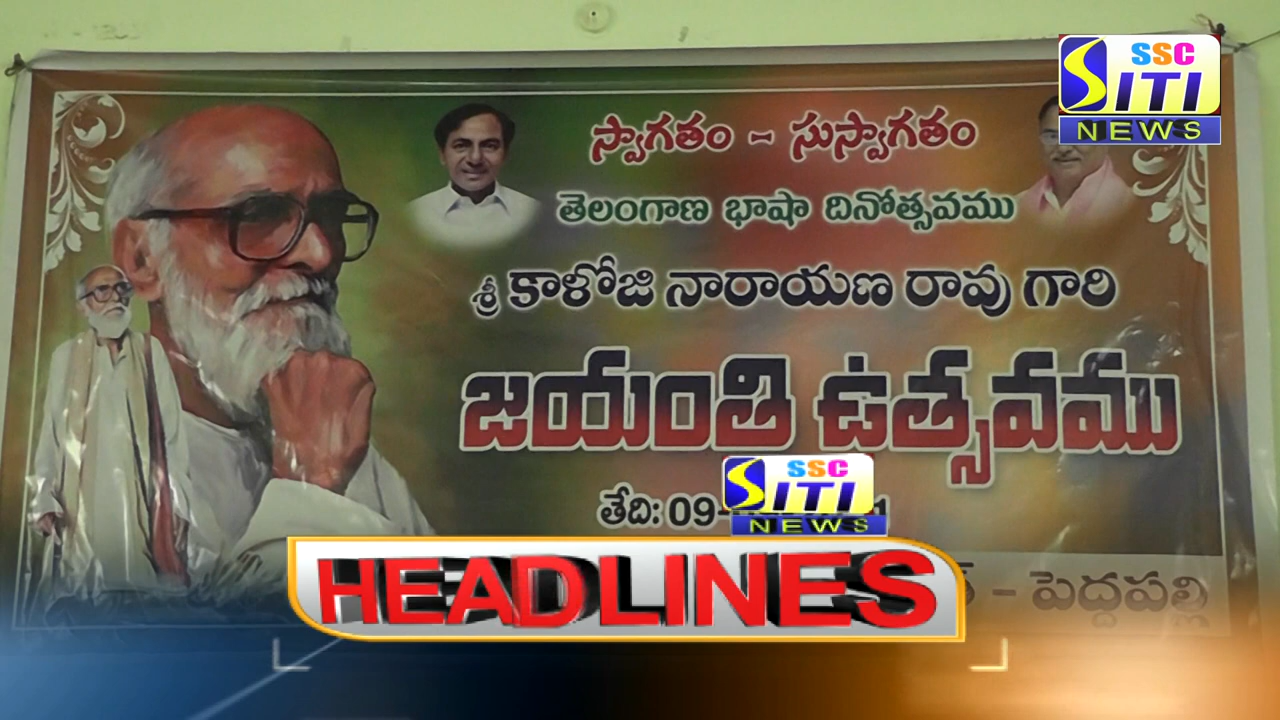 SSC
SITI
NEWS
స్వాగతం - సుస్వాగతం
తెలంగాణ భాషా దినోత్సవము
శ్రీ కాళోజి నారాయణ రావు గారి
జయంతి ఉత్సవము
తేది: 09-
SSC
SITI
NEWS
HEADLINES
- పెద్దపల్లి